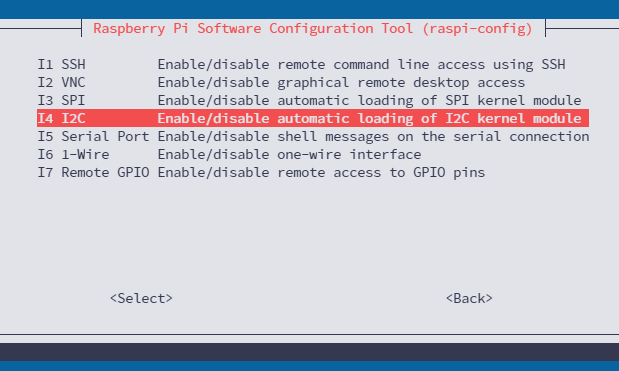 Raspberry Pi Software Configuration Tool (raspi-config)
I1 SSH Enable/disable remote command line access using SSH
I2 VNC Enable/disable graphical remote desktop access
I3 SPI Enable/disable automatic loading of SPI kernel module
I4 I2C Enable/disable automatic loading of I2C kernel module
I5 Serial Port Enable/disable shell messages on the serial connection
I6 1-Wire Enable/disable one-wire interface
I7 Remote GPIO Enable/disable remote access to GPIO pins
<Select> <Back>